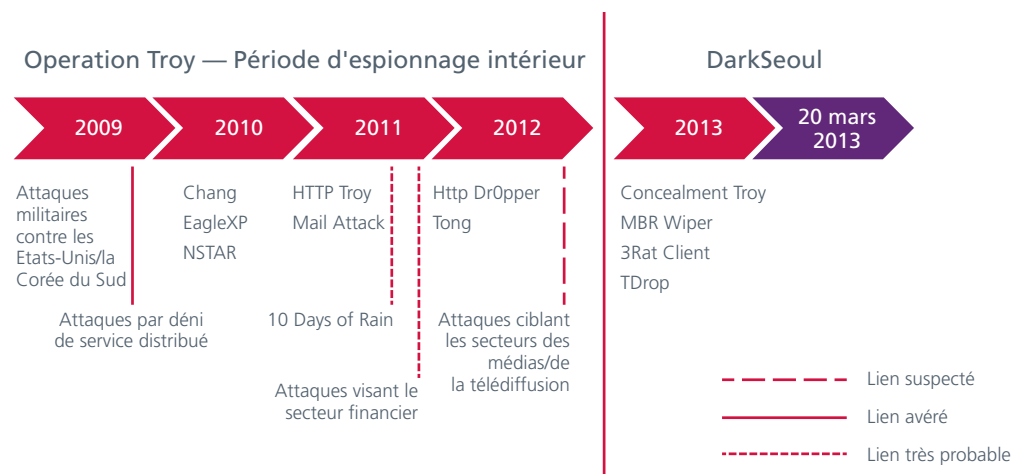 Operation Troy — Période d'espionnage intérieur
DarkSeoul
2009
2010
2011
2012
2013
20 mars
2013
Attaques
militaires
contre les
Etats-Unis/la
Corée du Sud
Chang
EagleXP
NSTAR
HTTP Troy
Mail Attack
Http Dr0pper
Tong
Concealment Troy
MBR Wiper
3Rat Client
TDrop
Attaques par déni
de service distribué
10 Days of Rain
Attaques visant le
secteur financier
Attaques ciblant
les secteurs des
médias/de
la télédiffusion
Lien suspecté
Lien avéré
Lien très probable